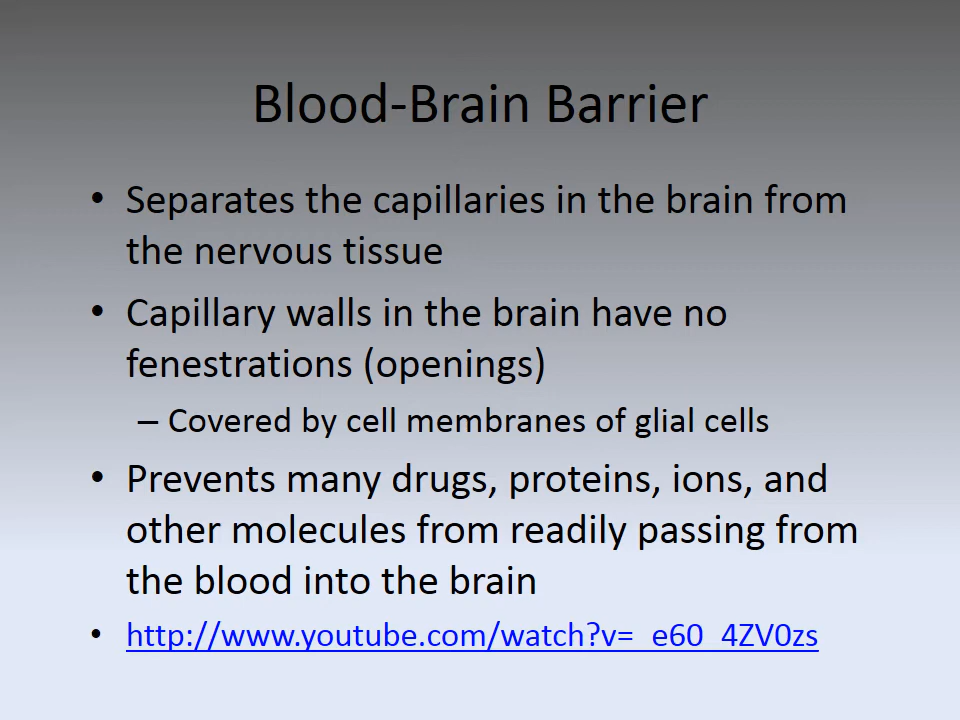 Blood-Brain Barrier
• Separates the capillaries in the brain from
the nervous tissue
• Capillary walls in the brain have no
fenestrations (openings)
– Covered by cell membranes of glial cells
• Prevents many drugs, proteins, ions, and
other molecules from readily passing from
the blood into the brain
• http://www.youtube.com/watch?v=_e60_4ZV0zs